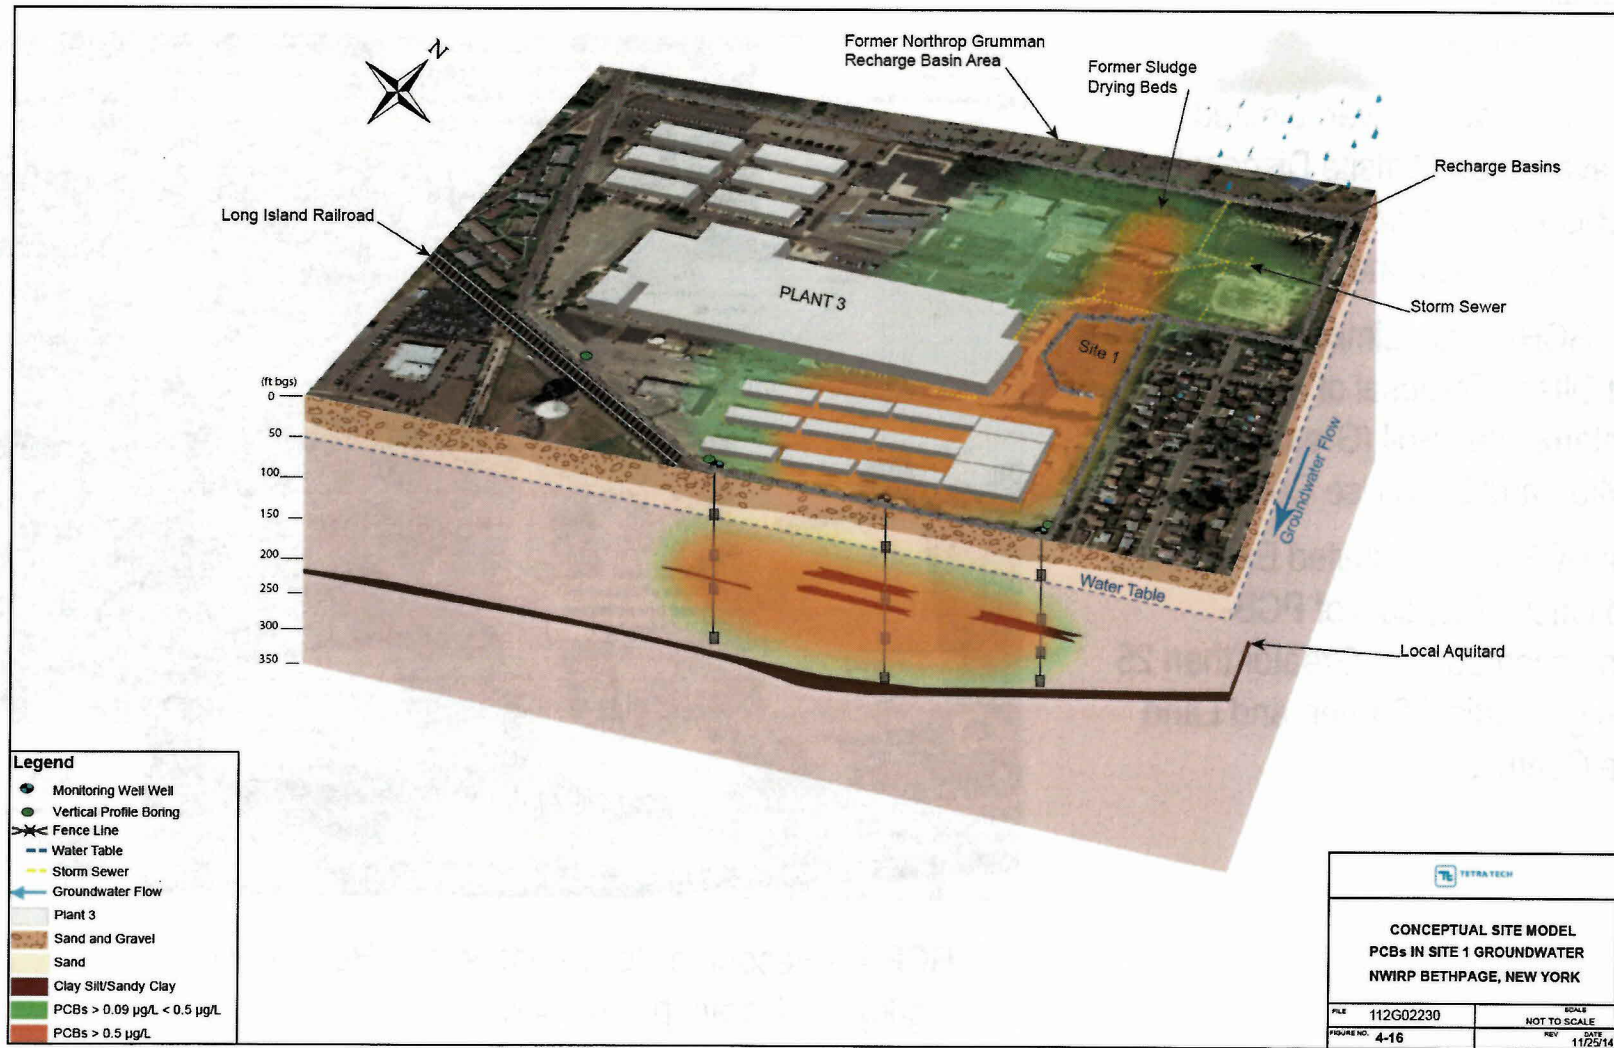 N
Former Northrop Grumman
Recharge Basin Area
Former Sludge
Drying Beds
Recharge Basins
Long Island Railroad
Storm Sewer
PLANT 3
Site 1
(ft bgs)
0
50
100
150
200
250
300
350
Groundwater Flow
Water Table
Local Aquitard
Legend
Monitoring Well Well
Vertical Profile Boring
Fence Line
Water Table
Storm Sewer
Groundwater Flow
Plant 3
Sand and Gravel
Sand
Clay Silt/Sandy Clay
PCBs > 0.09 µg/L < 0.5 µg/L
PCBs > 0.5 µg/L
TETRA TECH
CONCEPTUAL SITE MODEL
PCBs IN SITE 1 GROUNDWATER
NWIRP BETHPAGE, NEW YORK
FILE 112G02230
SCALE
NOT TO SCALE
FIGURE NO. 4-16
REV DATE
11/25/14